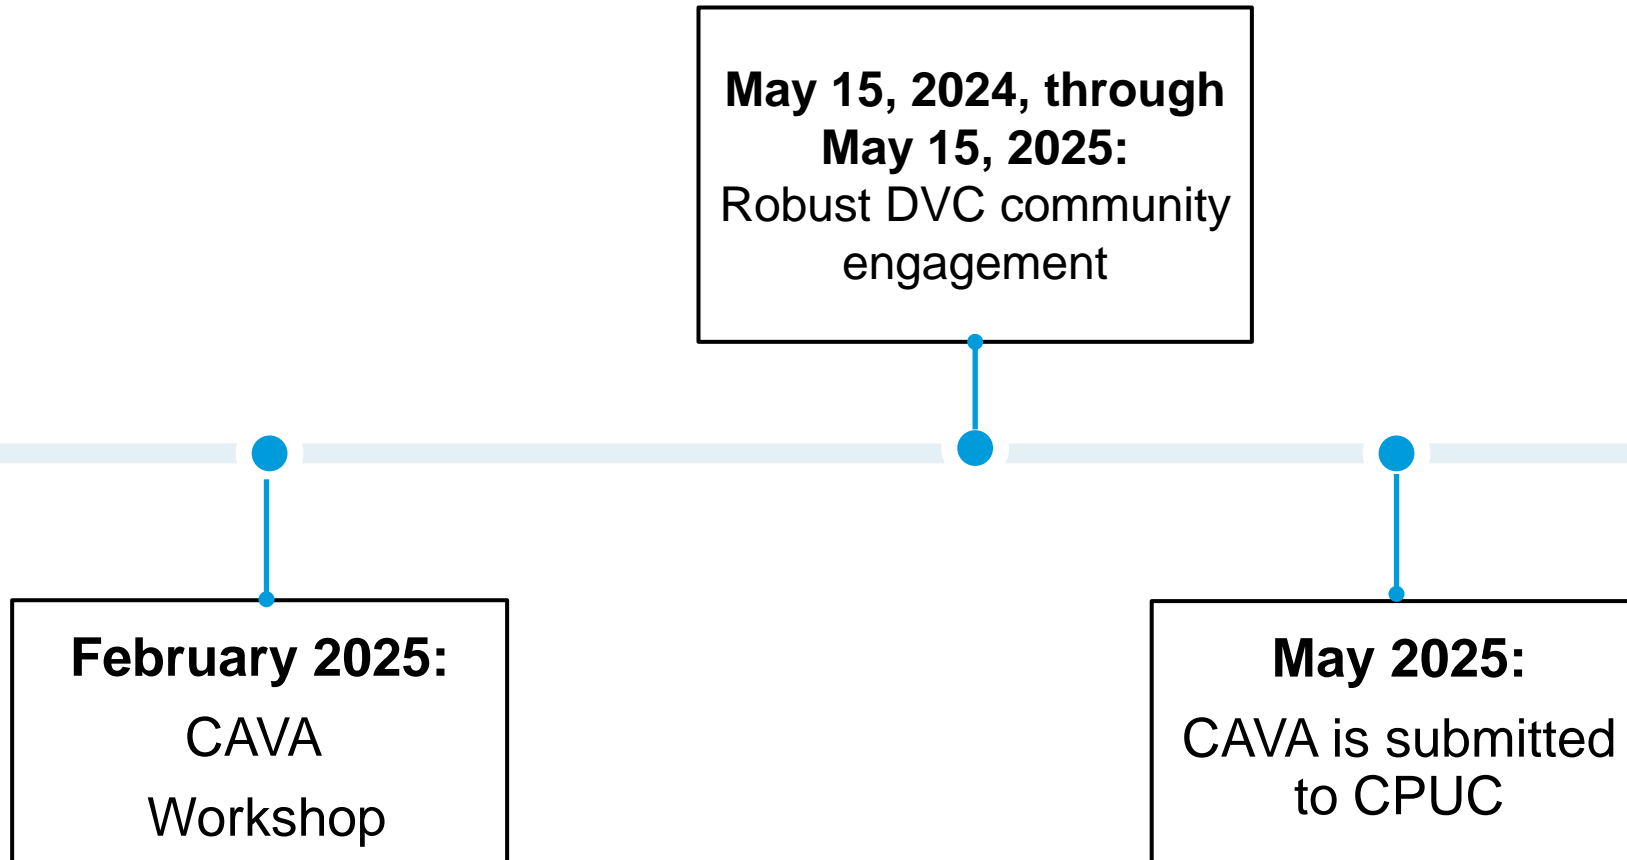 May 15, 2024, through
May 15, 2025:
Robust DVC community
engagement
February 2025:
CAVA
Workshop
May 2025:
CAVA is submitted
to CPUC